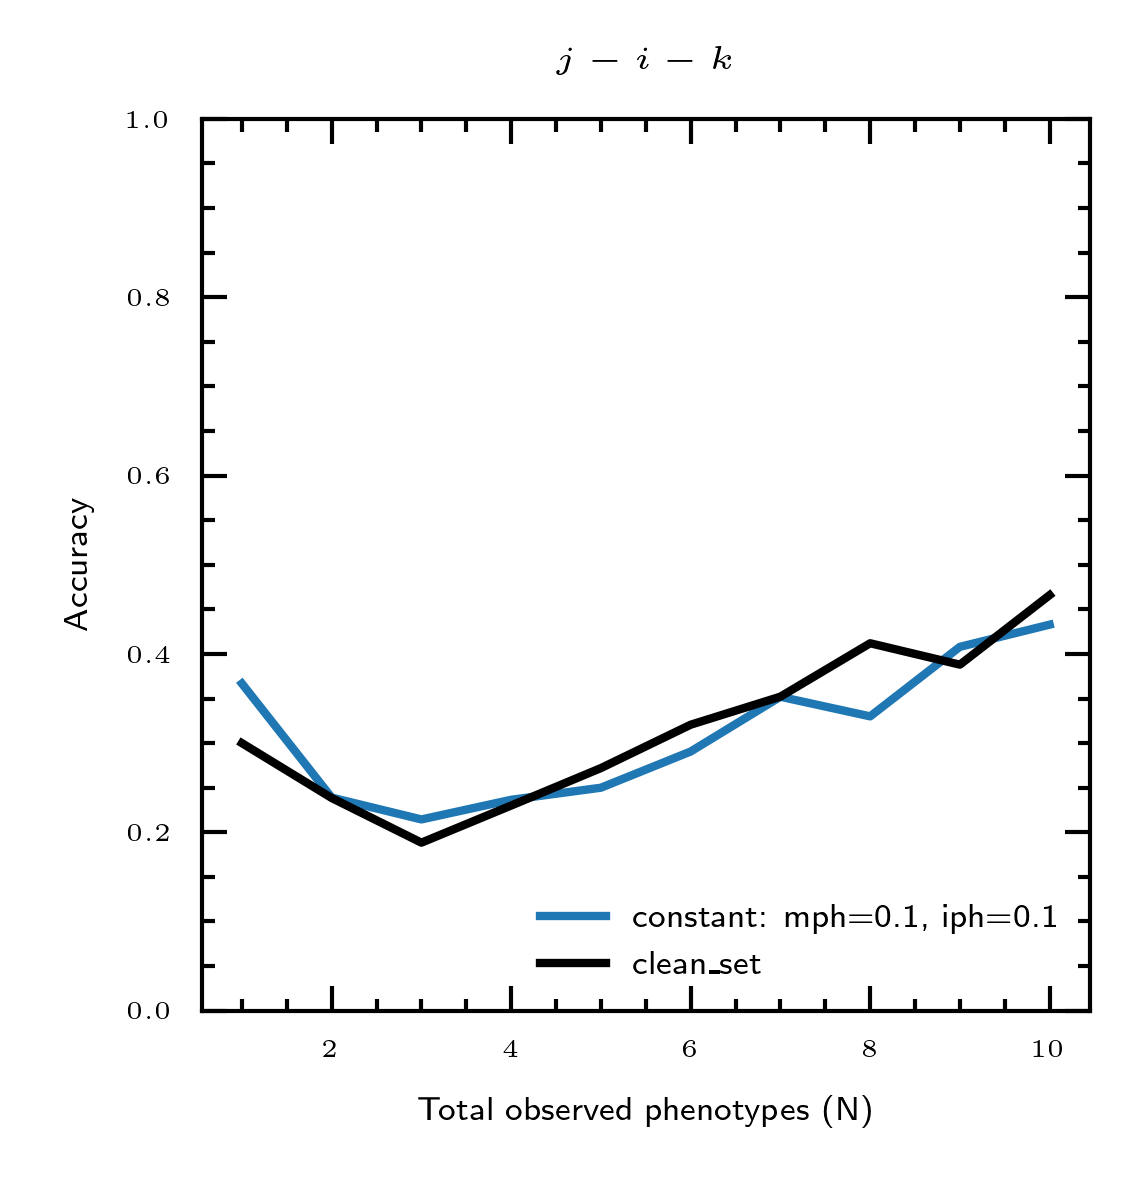 j − i − k
1.0
0.8
0.6
0.4
0.2
0.0
Accuracy
constant: mph=0.1, iph=0.1
clean_set
2 4 6 8 10
Total observed phenotypes (N)